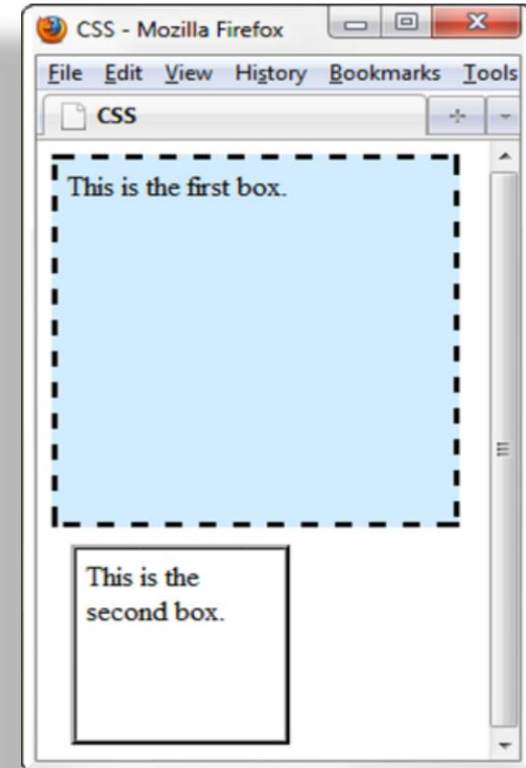 CSS - Mozilla Firefox
File Edit View History Bookmarks Tools
CSS
This is the first box.
This is the
second box.